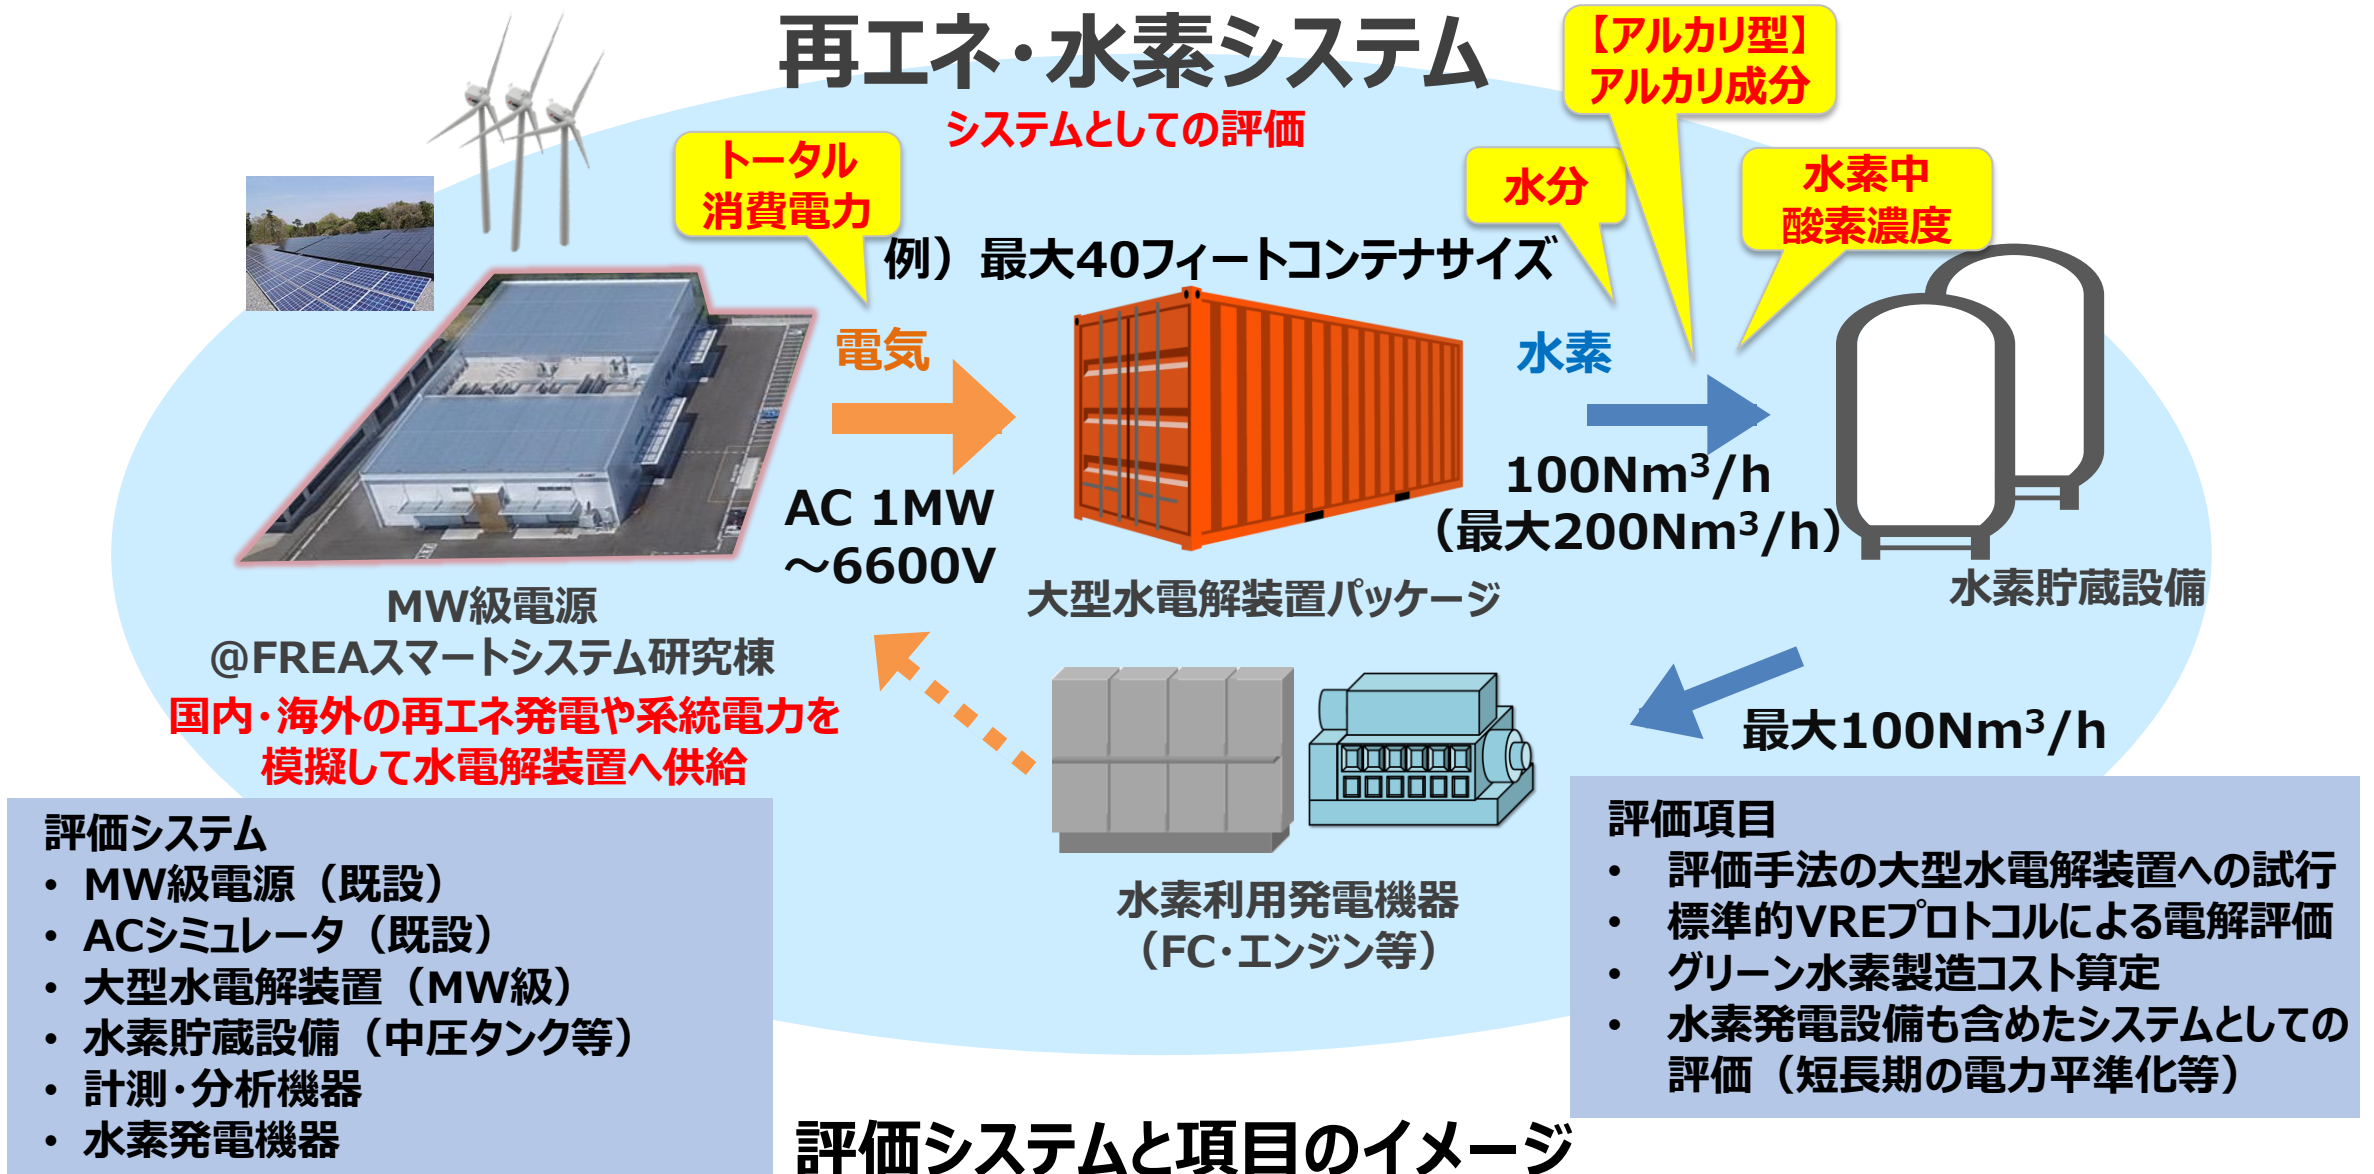 再エネ・水素システム
システムとしての評価
【アルカリ型】
アルカリ成分
トータル
消費電力
水分
水素中
酸素濃度
例）最大40フィートコンテナサイズ
電気
水素
AC 1MW
～6600V
100Nm³/h
（最大200Nm³/h）
大型水電解装置パッケージ
水素貯蔵設備
MW級電源
@FREAスマートシステム研究棟
国内・海外の再エネ発電や系統電力を
模擬して水電解装置へ供給
最大100Nm³/h
水素利用発電機器
（FC・エンジン等）
評価システム
• MW級電源（既設）
• ACシミュレータ（既設）
• 大型水電解装置（MW級）
• 水素貯蔵設備（中圧タンク等）
• 計測・分析機器
• 水素発電機器
評価項目
• 評価手法の大型水電解装置への試行
• 標準的VREプロトコルによる電解評価
• グリーン水素製造コスト算定
• 水素発電設備も含めたシステムとしての
評価（短長期の電力平準化等）
評価システムと項目のイメージ